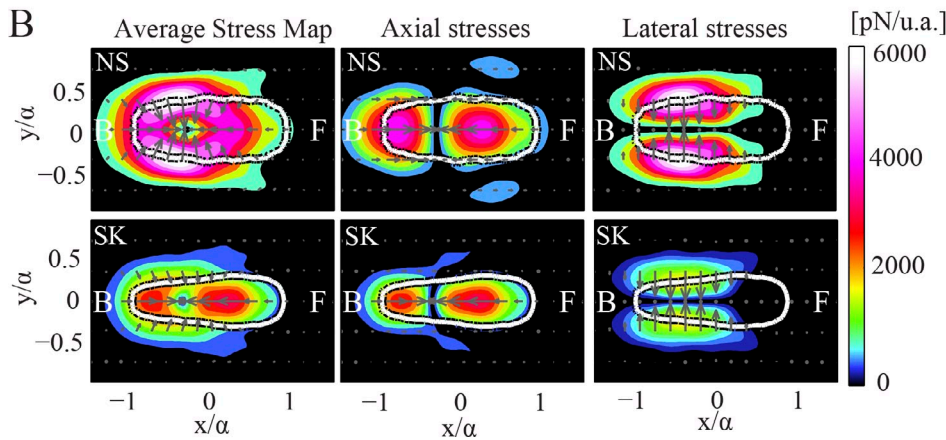 B
Average Stress Map Axial stresses Lateral stresses [pN/u.a.]
NS NS NS 6000
0.5
y/α 0 B F B F B F 4000
−0.5
SK SK SK
0.5 2000
y/α 0 B F B F B F
−0.5 0
−1 0 1 −1 0 1 −1 0 1
x/α x/α x/α